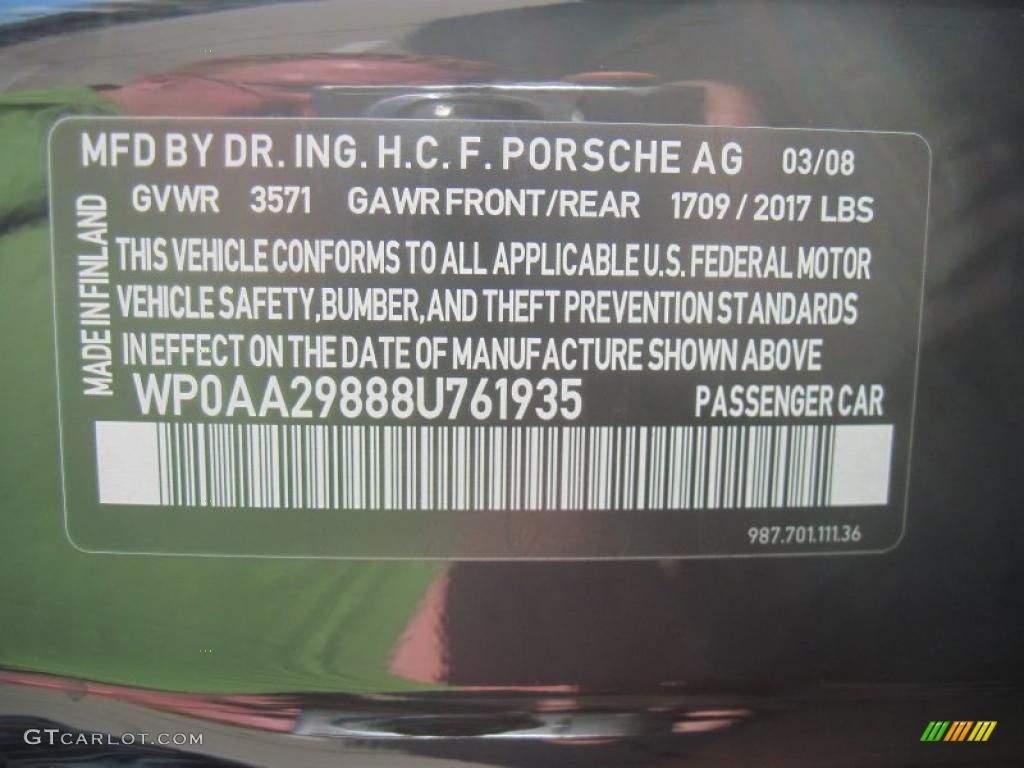 MFD BY DR. ING. H.C. F. PORSCHE AG 03/08
GVWR 3571 GAWR FRONT/REAR 1709 / 2017 LBS
MADE IN FINLAND
THIS VEHICLE CONFORMS TO ALL APPLICABLE U.S. FEDERAL MOTOR
VEHICLE SAFETY, BUMBER, AND THEFT PREVENTION STANDARDS
IN EFFECT ON THE DATE OF MANUFACTURE SHOWN ABOVE
WP0AA29888U761935 PASSENGER CAR
987.701.111.36
GTCARLOT.COM